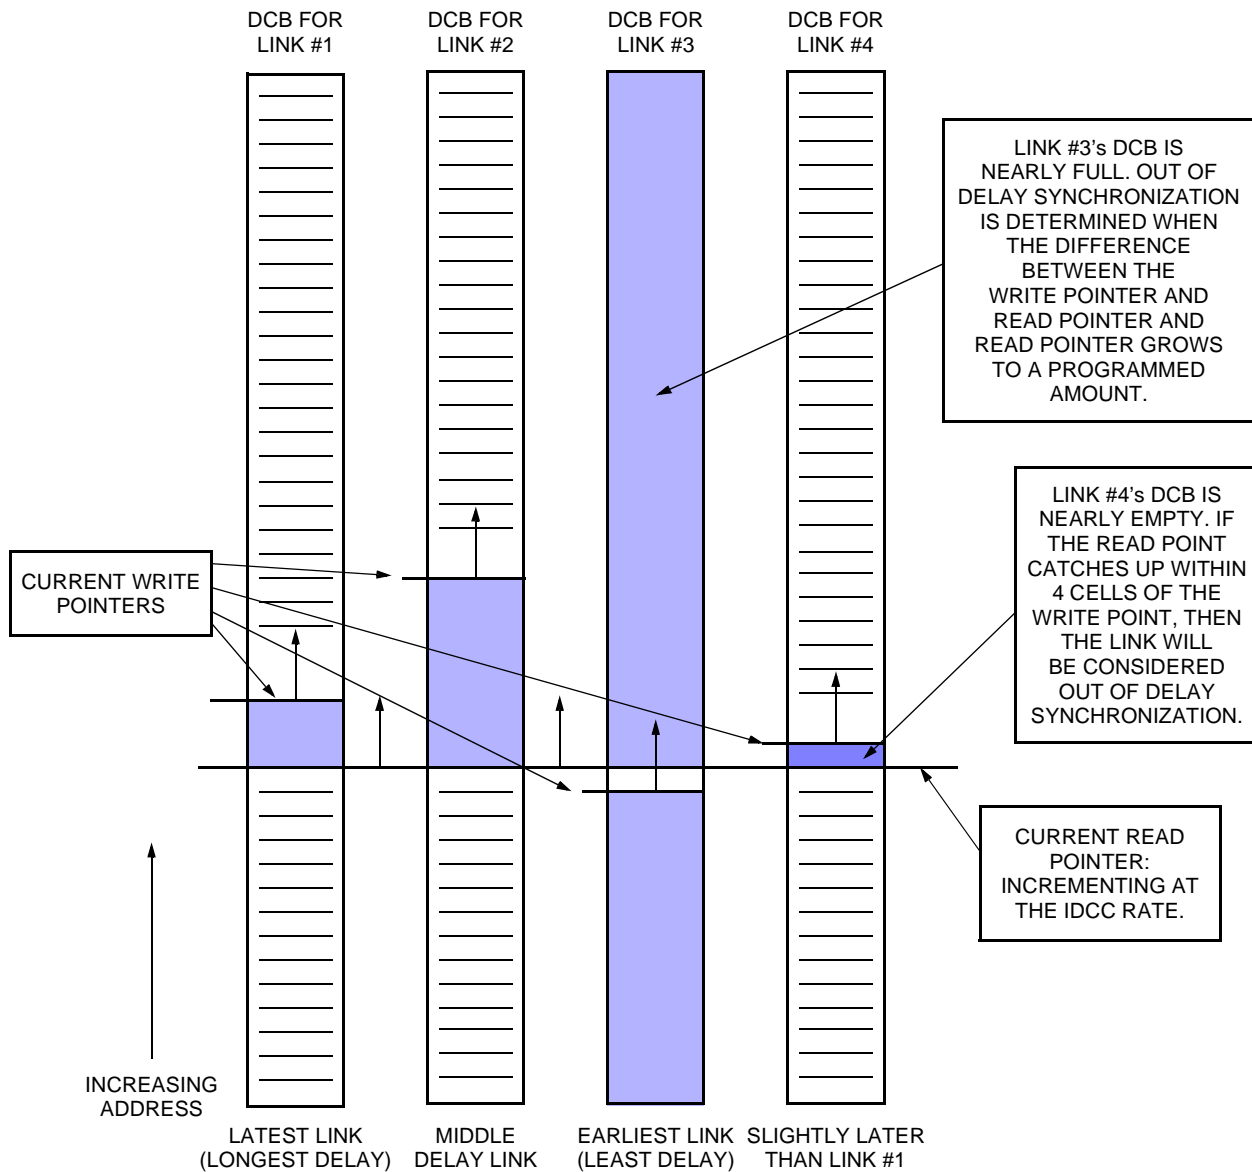 DCB FOR
LINK #1
DCB FOR
LINK #2
DCB FOR
LINK #3
DCB FOR
LINK #4
LINK #3's DCB IS
NEARLY FULL. OUT OF
DELAY SYNCHRONIZATION
IS DETERMINED WHEN
THE DIFFERENCE
BETWEEN THE
WRITE POINTER AND
READ POINTER AND
READ POINTER GROWS
TO A PROGRAMMED
AMOUNT.
LINK #4's DCB IS
NEARLY EMPTY. IF
THE READ POINT
CATCHES UP WITHIN
4 CELLS OF THE
WRITE POINT, THEN
THE LINK WILL
BE CONSIDERED
OUT OF DELAY
SYNCHRONIZATION.
CURRENT WRITE
POINTERS
CURRENT READ
POINTER:
INCREMENTING AT
THE IDCC RATE.
INCREASING
ADDRESS
LATEST LINK
(LONGEST DELAY)
MIDDLE
DELAY LINK
EARLIEST LINK
(LEAST DELAY)
SLIGHTLY LATER
THAN LINK #1